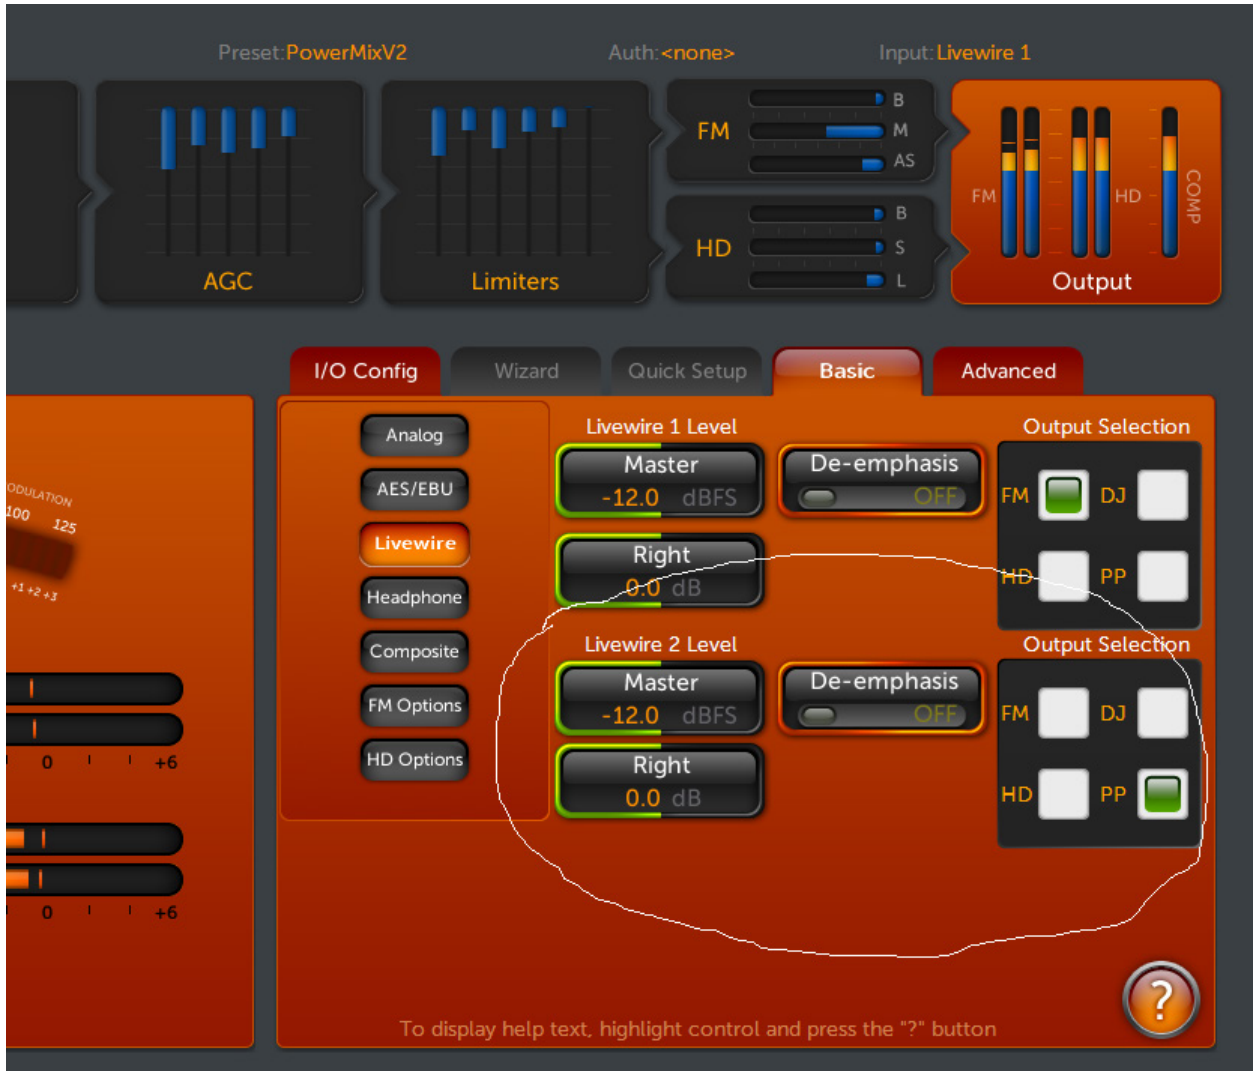 Preset:PowerMixV2 Auth:<none> Input:Livewire 1
AGC
Limiters
FM
B
M
AS
HD
B
S
L
FM
HD
COMP
Output
I/O Config Wizard Quick Setup Basic Advanced
ODULATION
100 125
+1 +2 +3
0 +6
0 +6
Analog
AES/EBU
Livewire
Headphone
Composite
FM Options
HD Options
Livewire 1 Level
Master
-12.0 dBFS
De-emphasis
OFF
Right
0.0 dB
Output Selection
FM DJ
HD PP
Livewire 2 Level
Master
-12.0 dBFS
De-emphasis
OFF
Right
0.0 dB
Output Selection
FM DJ
HD PP
?
To display help text, highlight control and press the "?" button